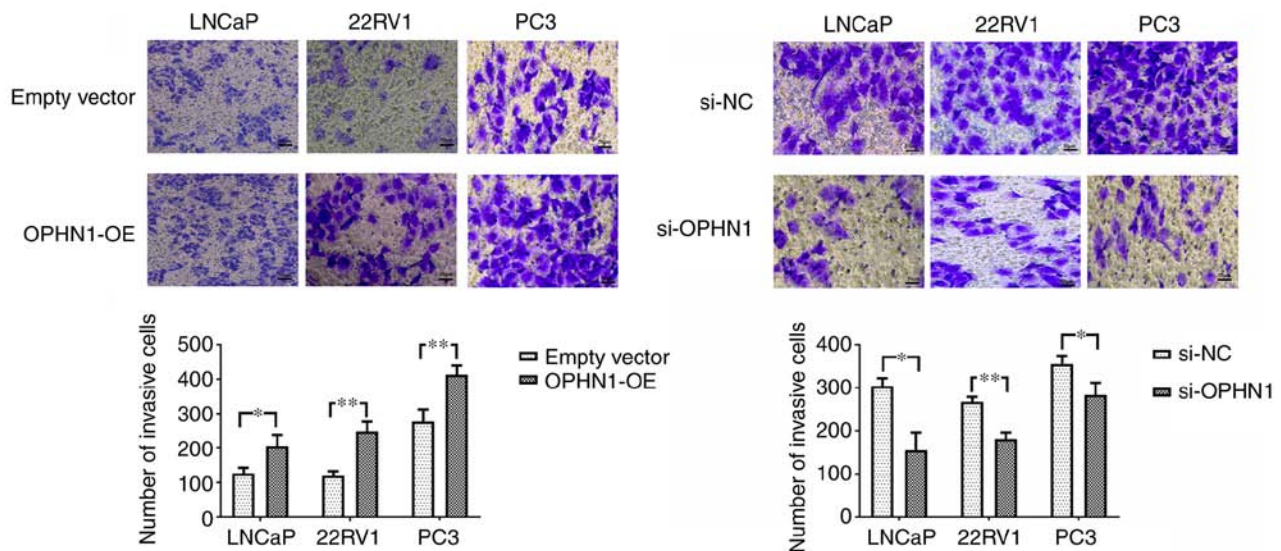 LNCaP 22RV1 PC3
Empty vector
OPHN1-OE
Number of invasive cells
500
400
300
200
100
0
** 
* **
Empty vector
OPHN1-OE
LNCaP 22RV1 PC3
LNCaP 22RV1 PC3
si-NC
si-OPHN1
Number of invasive cells
400
300
200
100
0
* ** *
si-NC
si-OPHN1
LNCaP 22RV1 PC3